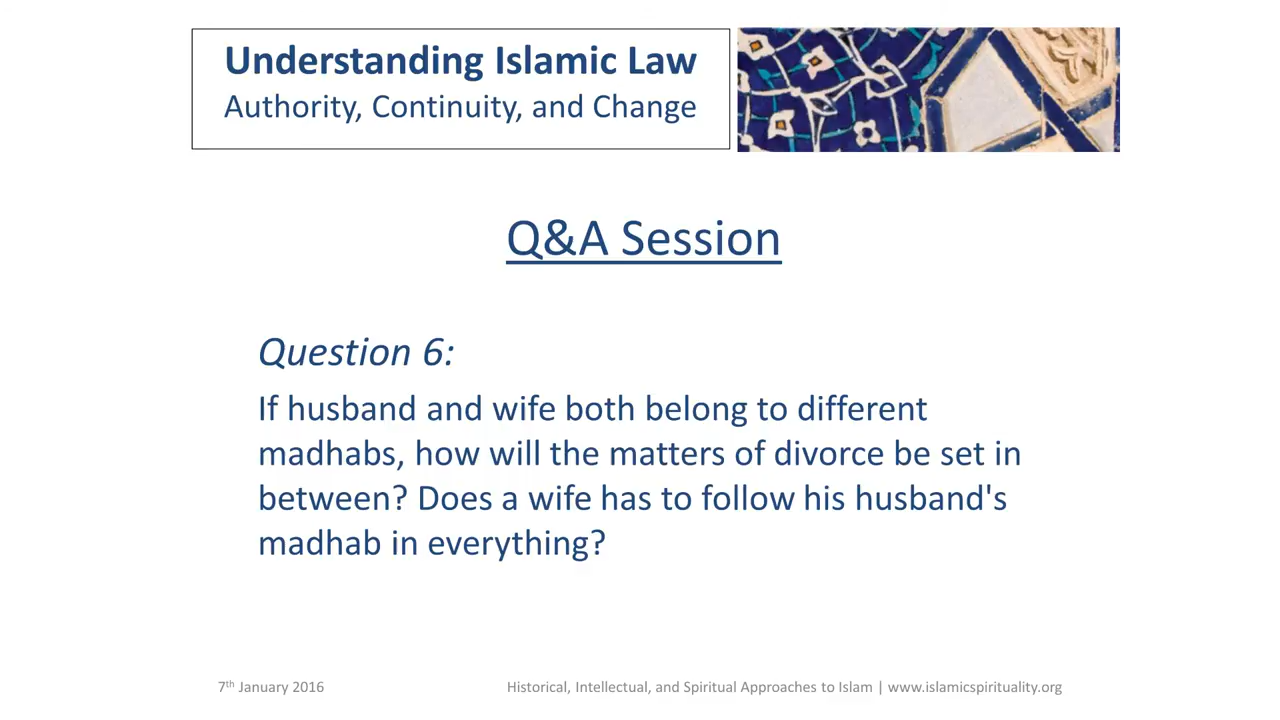 Understanding Islamic Law
Authority, Continuity, and Change
Q&A Session
Question 6:
If husband and wife both belong to different
madhabs, how will the matters of divorce be set in
between? Does a wife has to follow his husband's
madhab in everything?
7th January 2016
Historical, Intellectual, and Spiritual Approaches to Islam | www.islamicspirituality.org